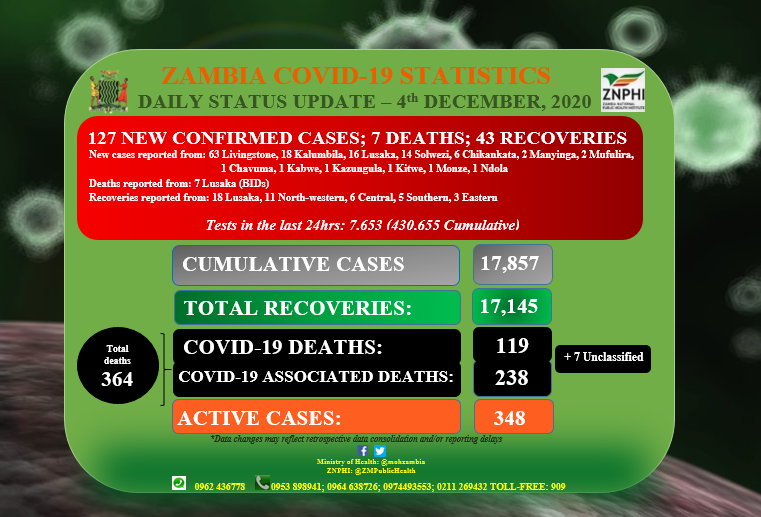 ZAMBIA COVID-19 STATISTICS
DAILY STATUS UPDATE – 4th DECEMBER, 2020
ZNPHI
ZAMBIA NATIONAL
PUBLIC HEALTH INSTITUTE
127 NEW CONFIRMED CASES; 7 DEATHS; 43 RECOVERIES
New cases reported from: 63 Livingstone, 18 Kalumbila, 16 Lusaka, 14 Solwezi, 6 Chikankata, 2 Manyinga, 2 Mufulira,
1 Chavuma, 1 Kabwe, 1 Kazungula, 1 Kitwe, 1 Monze, 1 Ndola
Deaths reported from: 7 Lusaka (BIDs)
Recoveries reported from: 18 Lusaka, 11 North-western, 6 Central, 5 Southern, 3 Eastern
Tests in the last 24hrs: 7.653 (430.655 Cumulative)
CUMULATIVE CASES 17,857
TOTAL RECOVERIES: 17,145
Total
deaths
364
COVID-19 DEATHS: 119
COVID-19 ASSOCIATED DEATHS: 238
+ 7 Unclassified
ACTIVE CASES: 348
*Data changes may reflect retrospective data consolidation and/or reporting delays
Ministry of Health: @mohzambia
ZNPHI: @ZMPublicHealth
0962 436778 0953 898941; 0964 638726; 0974493553; 0211 269432 TOLL-FREE: 909